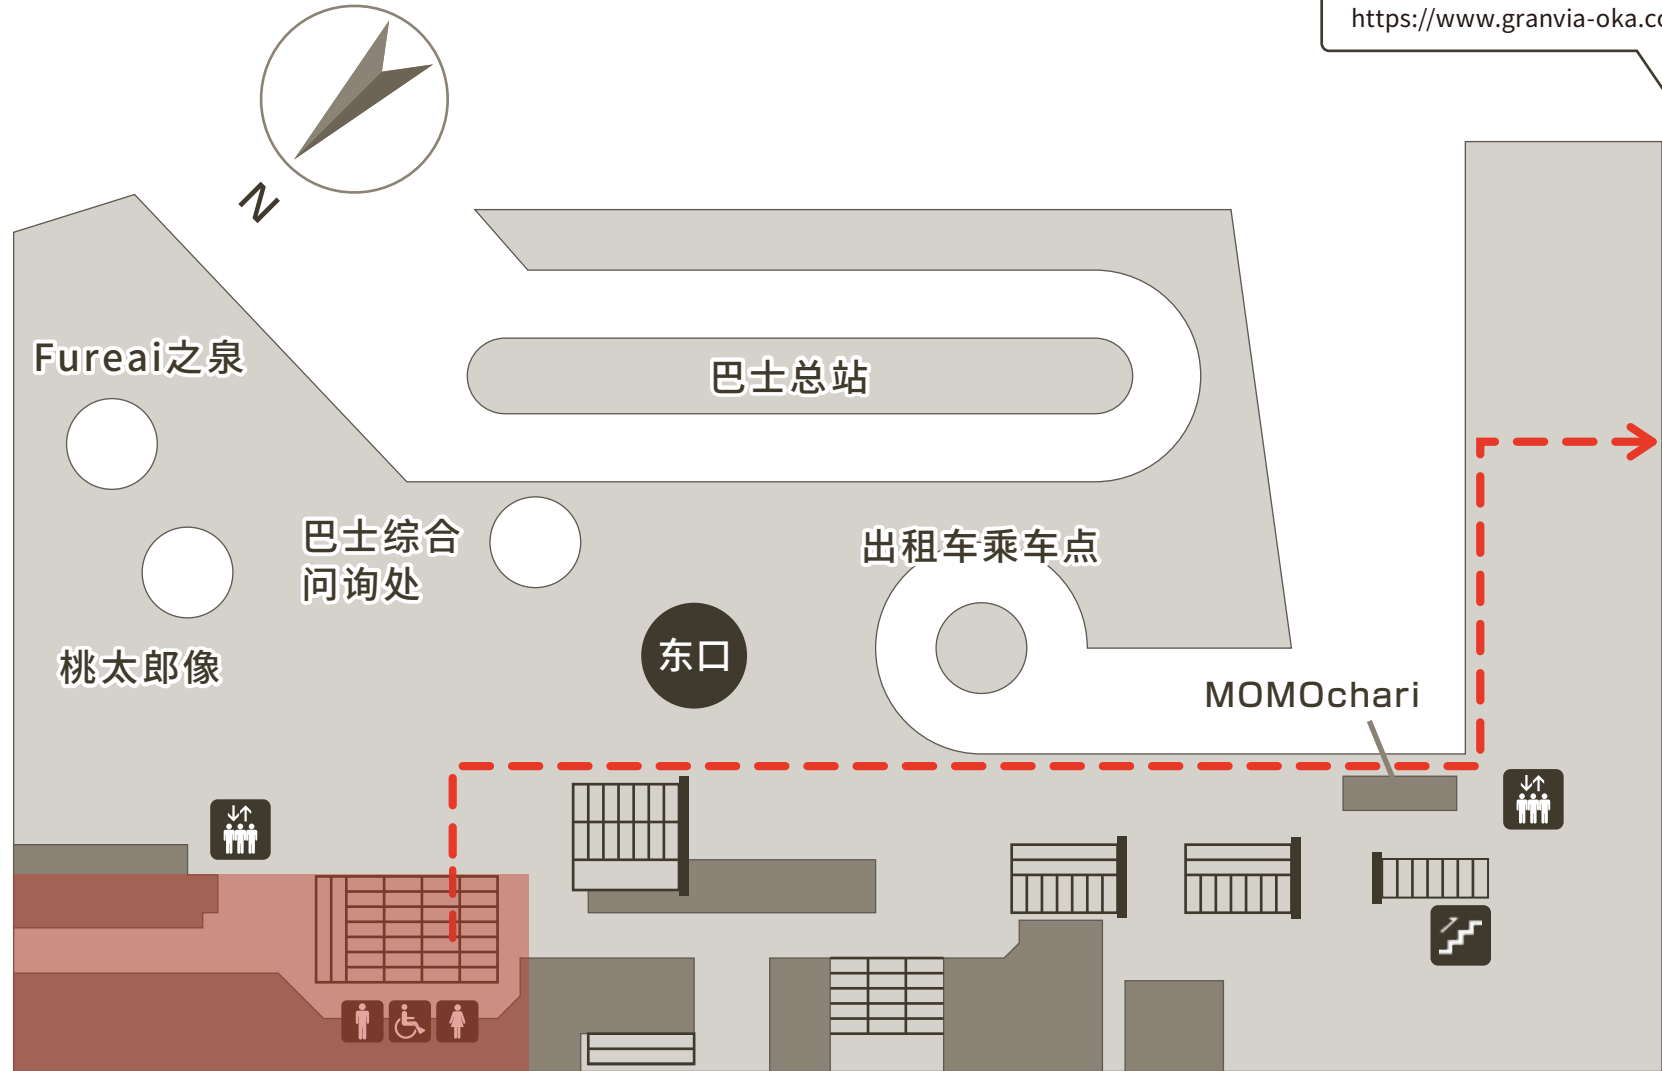 https://www.granvia-oka.co
N
Fureai之泉
巴士总站
巴士综合
问询处
出租车乘车点
东口
桃太郎像
MOMOchari